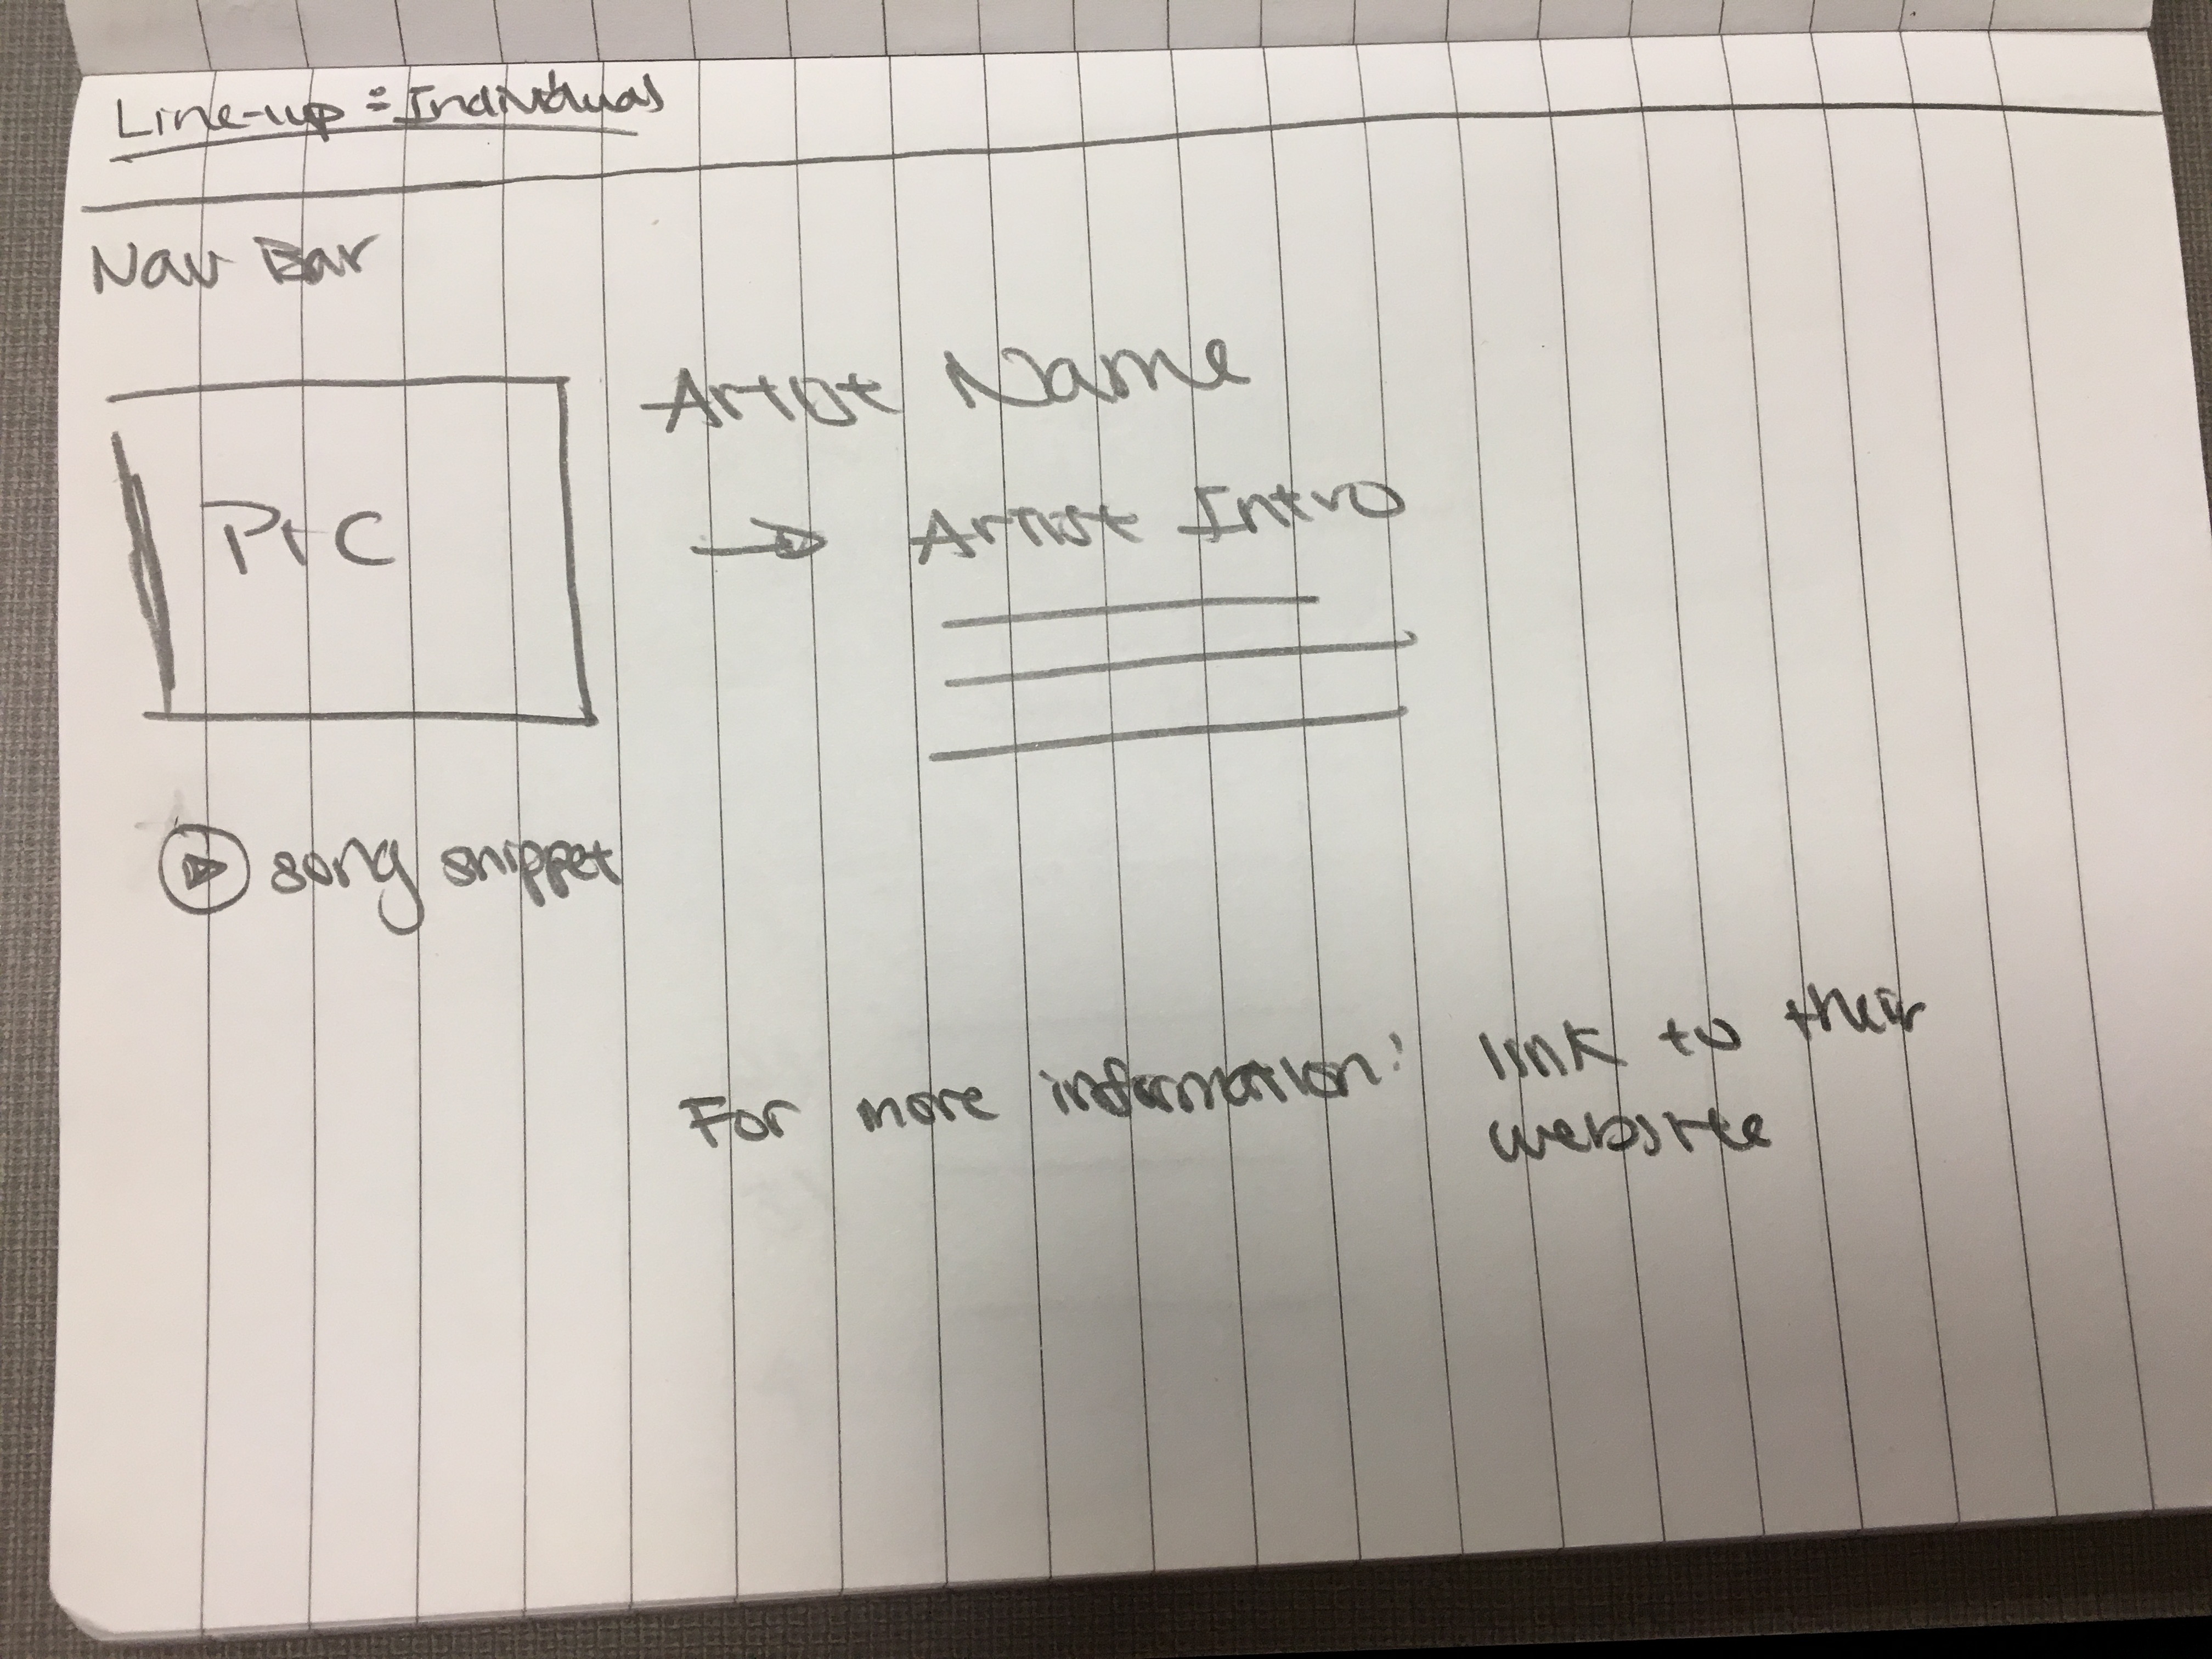 Line-up : Individual
Nav Bar
Artist Name
Pic
→ Artist Intro
song snippet
For more information: link to their
website